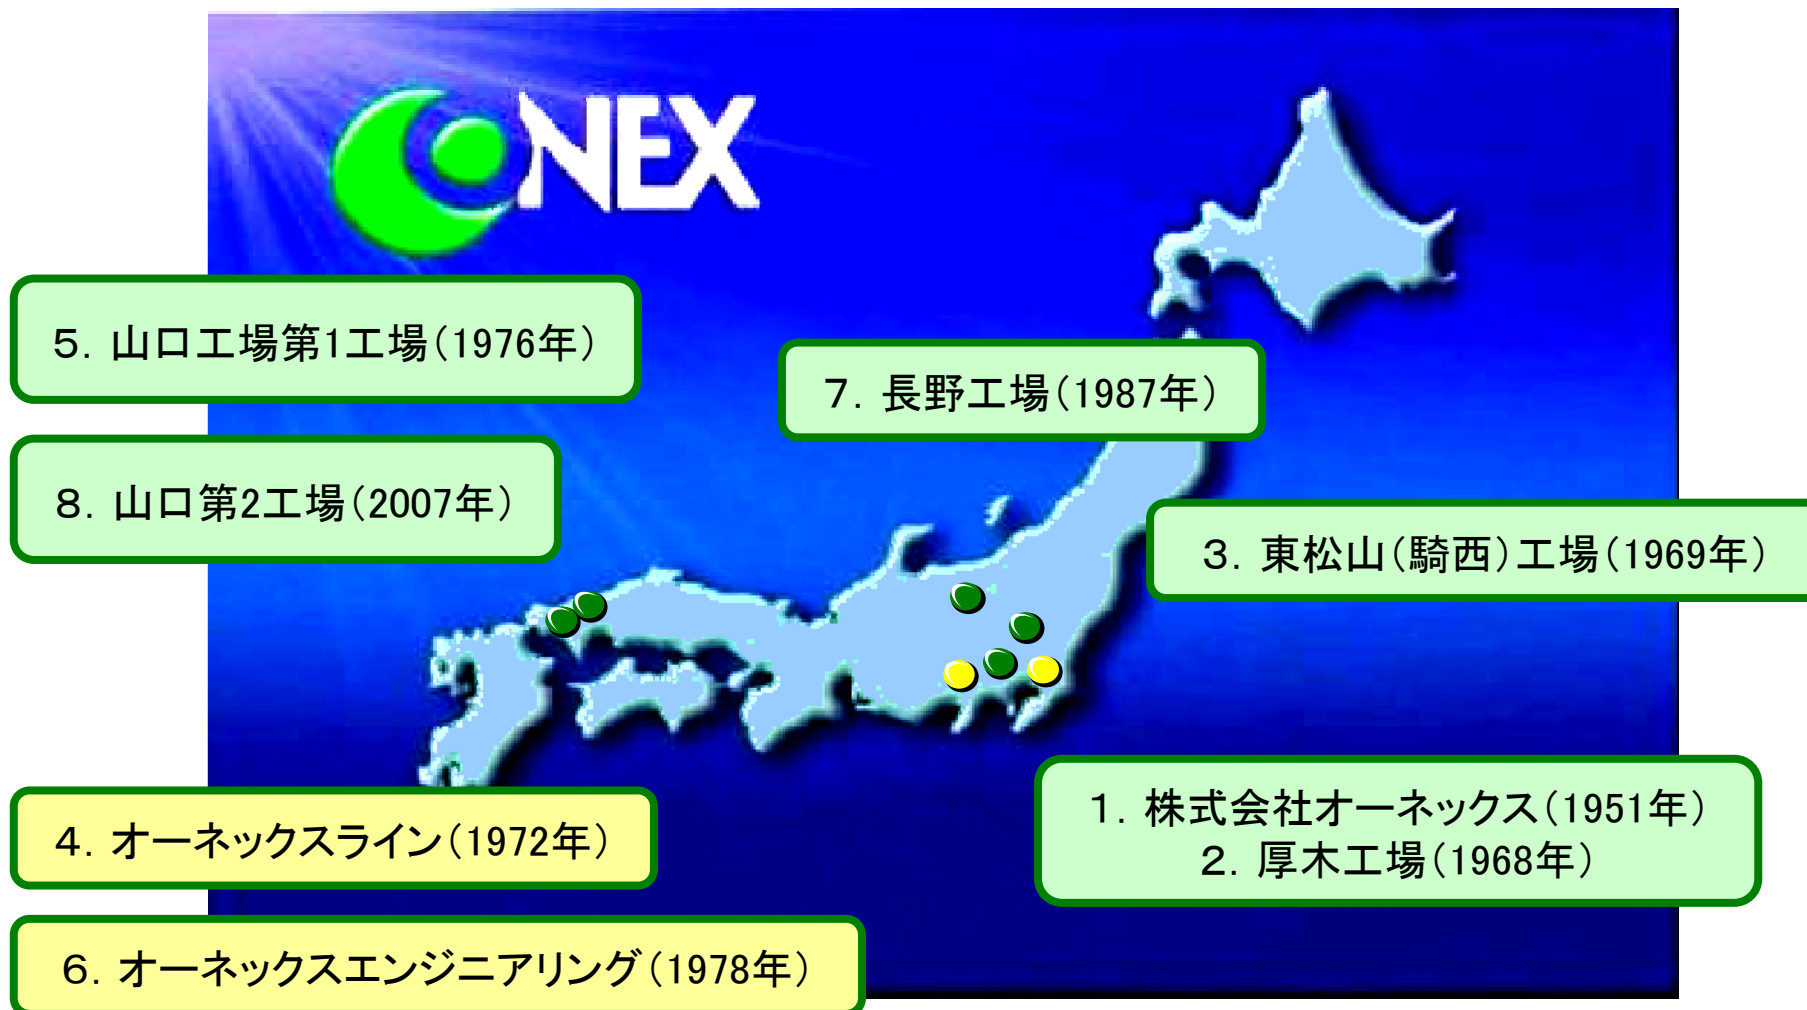 ONEX
5. 山口工場第1工場(1976年)
7. 長野工場(1987年)
8. 山口第2工場(2007年)
3. 東松山(騎西)工場(1969年)
1. 株式会社オーネックス(1951年)
2. 厚木工場(1968年)
4. オーネックスライン(1972年)
6. オーネックスエンジニアリング(1978年)